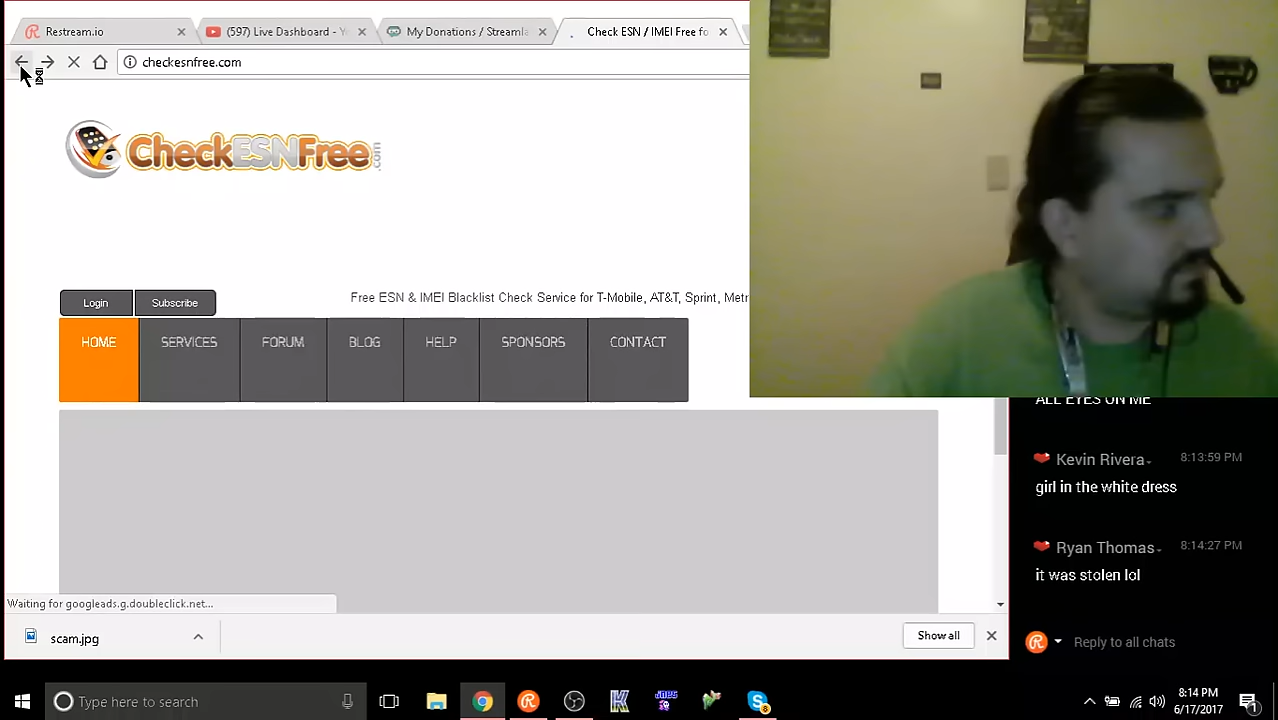 Restream.io
(597) Live Dashboard - Y
My Donations / Streamla
Check ESN / IMEI Free fo
checkesnfree.com
CheckESNFree.com
Login
Subscribe
Free ESN & IMEI Blacklist Check Service for T-Mobile, AT&T, Sprint, Metr
HOME
SERVICES
FORUM
BLOG
HELP
SPONSORS
CONTACT
ALL EYES ON ME
Kevin Rivera
8:13:59 PM
girl in the white dress
Ryan Thomas
8:14:27 PM
it was stolen lol
Reply to all chats
Waiting for googleads.g.doubleclick.net...
scam.jpg
Show all
Type here to search
8:14 PM
6/17/2017